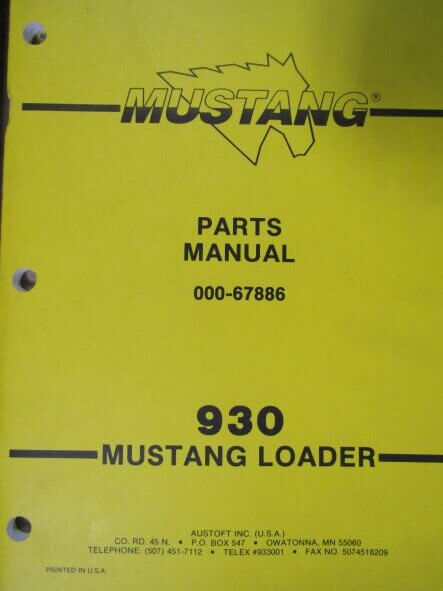 MUSTANG®
PARTS
MANUAL
000-67886
930
MUSTANG LOADER
AUSTOFT INC. (U.S.A.)
CO. RD. 45 N. • P.O. BOX 547 • OWATONNA, MN 55060
TELEPHONE: (507) 451-7112 • TELEX #933001 • FAX NO. 5074518209
PRINTED IN U.S.A.